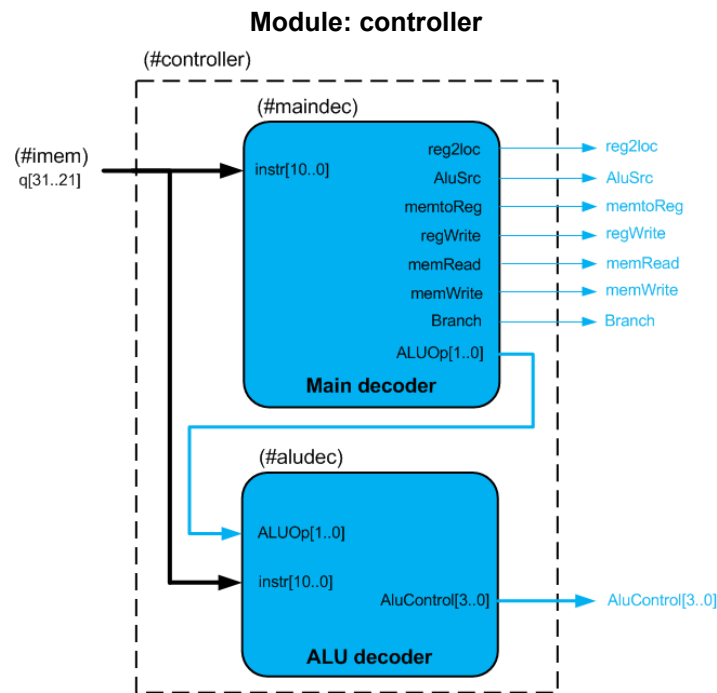 Module: controller
(#controller)
(#maindec)
(#imem)
q[31..21]
instr[10..0]
reg2loc
AluSrc
memtoReg
regWrite
memRead
memWrite
Branch
ALUOp[1..0]
Main decoder
reg2loc
AluSrc
memtoReg
regWrite
memRead
memWrite
Branch
(#aludec)
ALUOp[1..0]
instr[10..0]
AluControl[3..0]
ALU decoder
AluControl[3..0]